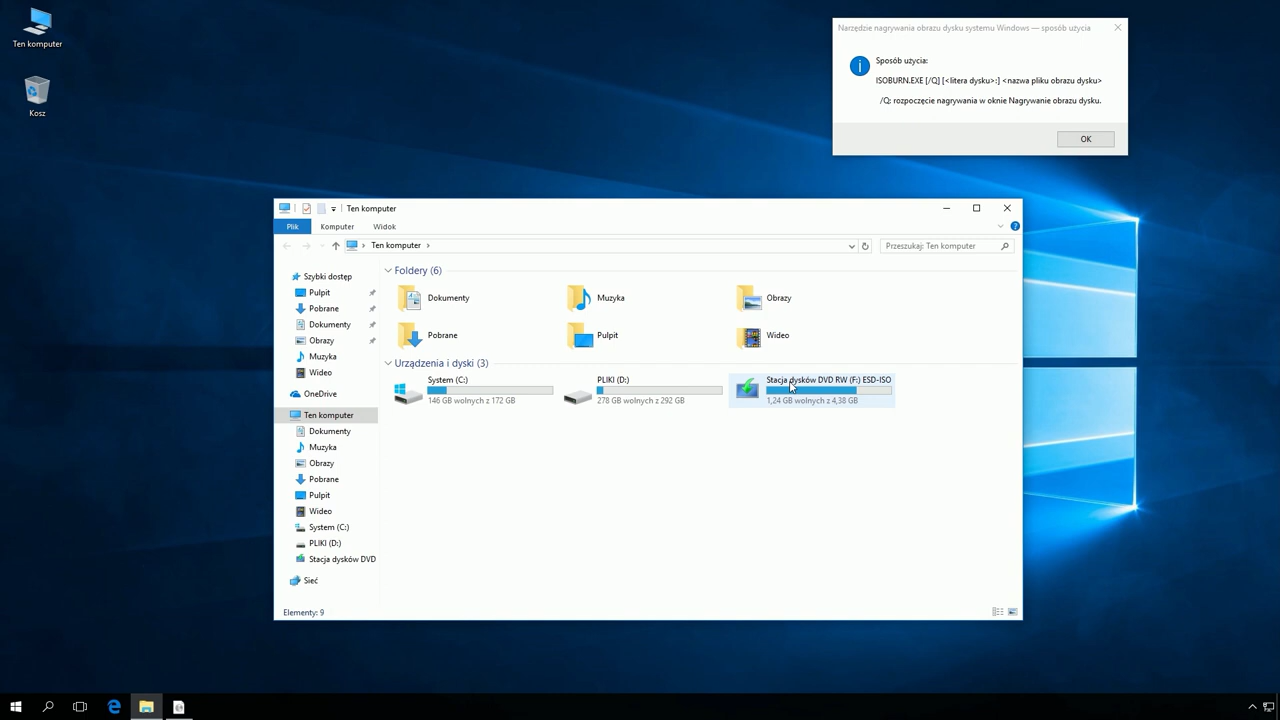 Ten komputer
Kosz
Narzędzie nagrywania obrazu dysku systemu Windows — sposób użycia
Sposób użycia:
ISOBURN.EXE [/Q] [<litera dysku>:] <nazwa pliku obrazu dysku>
/Q: rozpoczęcie nagrywania w oknie Nagrywanie obrazu dysku.
OK
Ten komputer
Plik
Komputer
Widok
Ten komputer
Przeszukaj: Ten komputer
Szybki dostęp
Pulpit
Pobrane
Dokumenty
Obrazy
Muzyka
Wideo
OneDrive
Ten komputer
Dokumenty
Muzyka
Obrazy
Pobrane
Pulpit
Wideo
System (C:)
PLIKI (D:)
Stacja dysków DVD
Sieć
Foldery (6)
Dokumenty
Muzyka
Obrazy
Pobrane
Pulpit
Wideo
Urządzenia i dyski (3)
System (C:)
146 GB wolnych z 172 GB
PLIKI (D:)
278 GB wolnych z 292 GB
Stacja dysków DVD RW (F:) ESD-ISO
1,24 GB wolnych z 4,38 GB
Elementy: 9